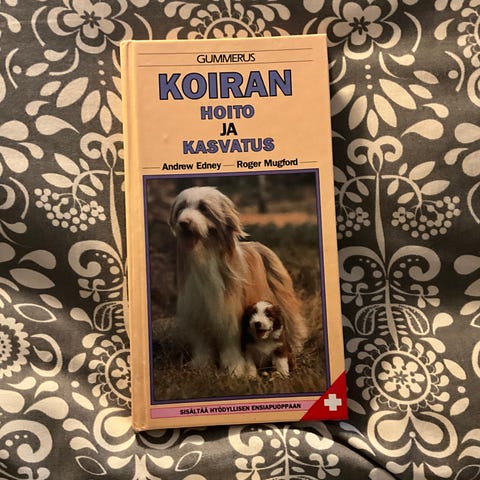 GUMMERUS
KOIRAN
HOITO
JA
KASVATUS
Andrew Edney — Roger Mugford
SISÄLTÄÄ HYÖDYLLISEN ENSIAPUOPPAAN